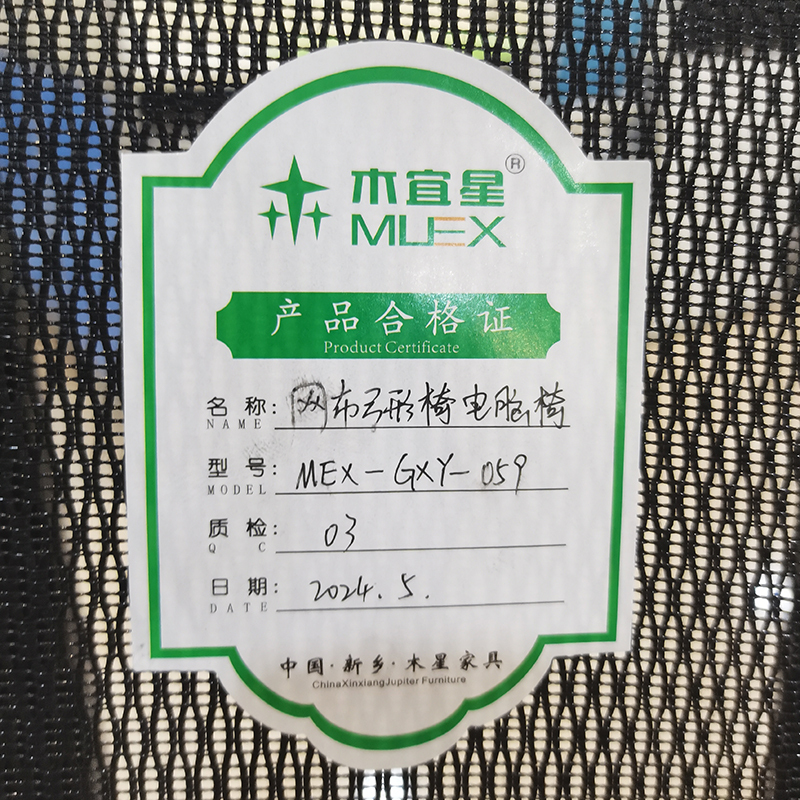 木宜星®
MUEX
产品合格证
Product Certificate
名称: 网布弓形椅电脑椅
NAME
型号: MEX-GXY-059
MODEL
质检: 03
QC
日期: 2024.5.
DATE
中国·新乡·木星家具
ChinaXinxiangJupiter Furniture